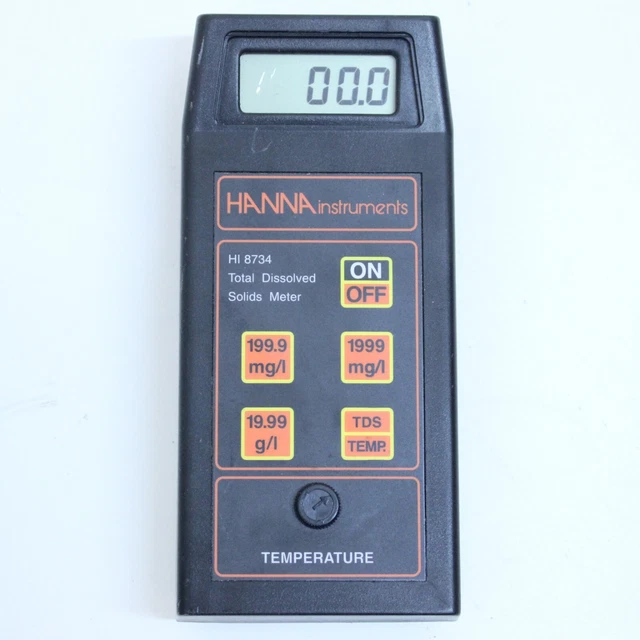 00.0
HANNA instruments
HI 8734
Total Dissolved
Solids Meter
ON
OFF
199.9
mg/l
1999
mg/l
19.99
g/l
TDS
TEMP.
TEMPERATURE